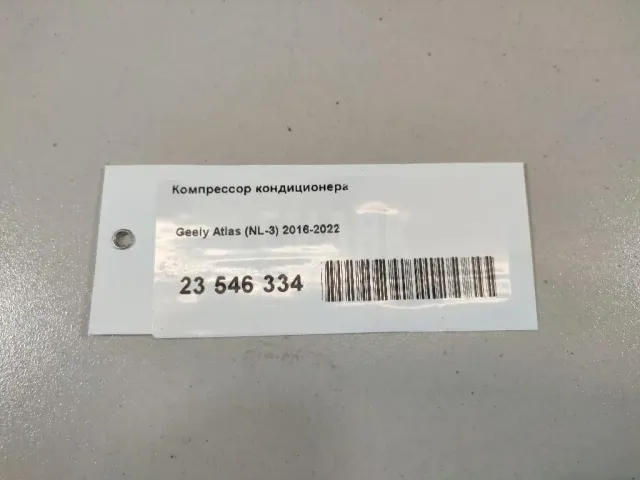 Компрессор кондиционера
Geely Atlas (NL-3) 2016-2022
23 546 334